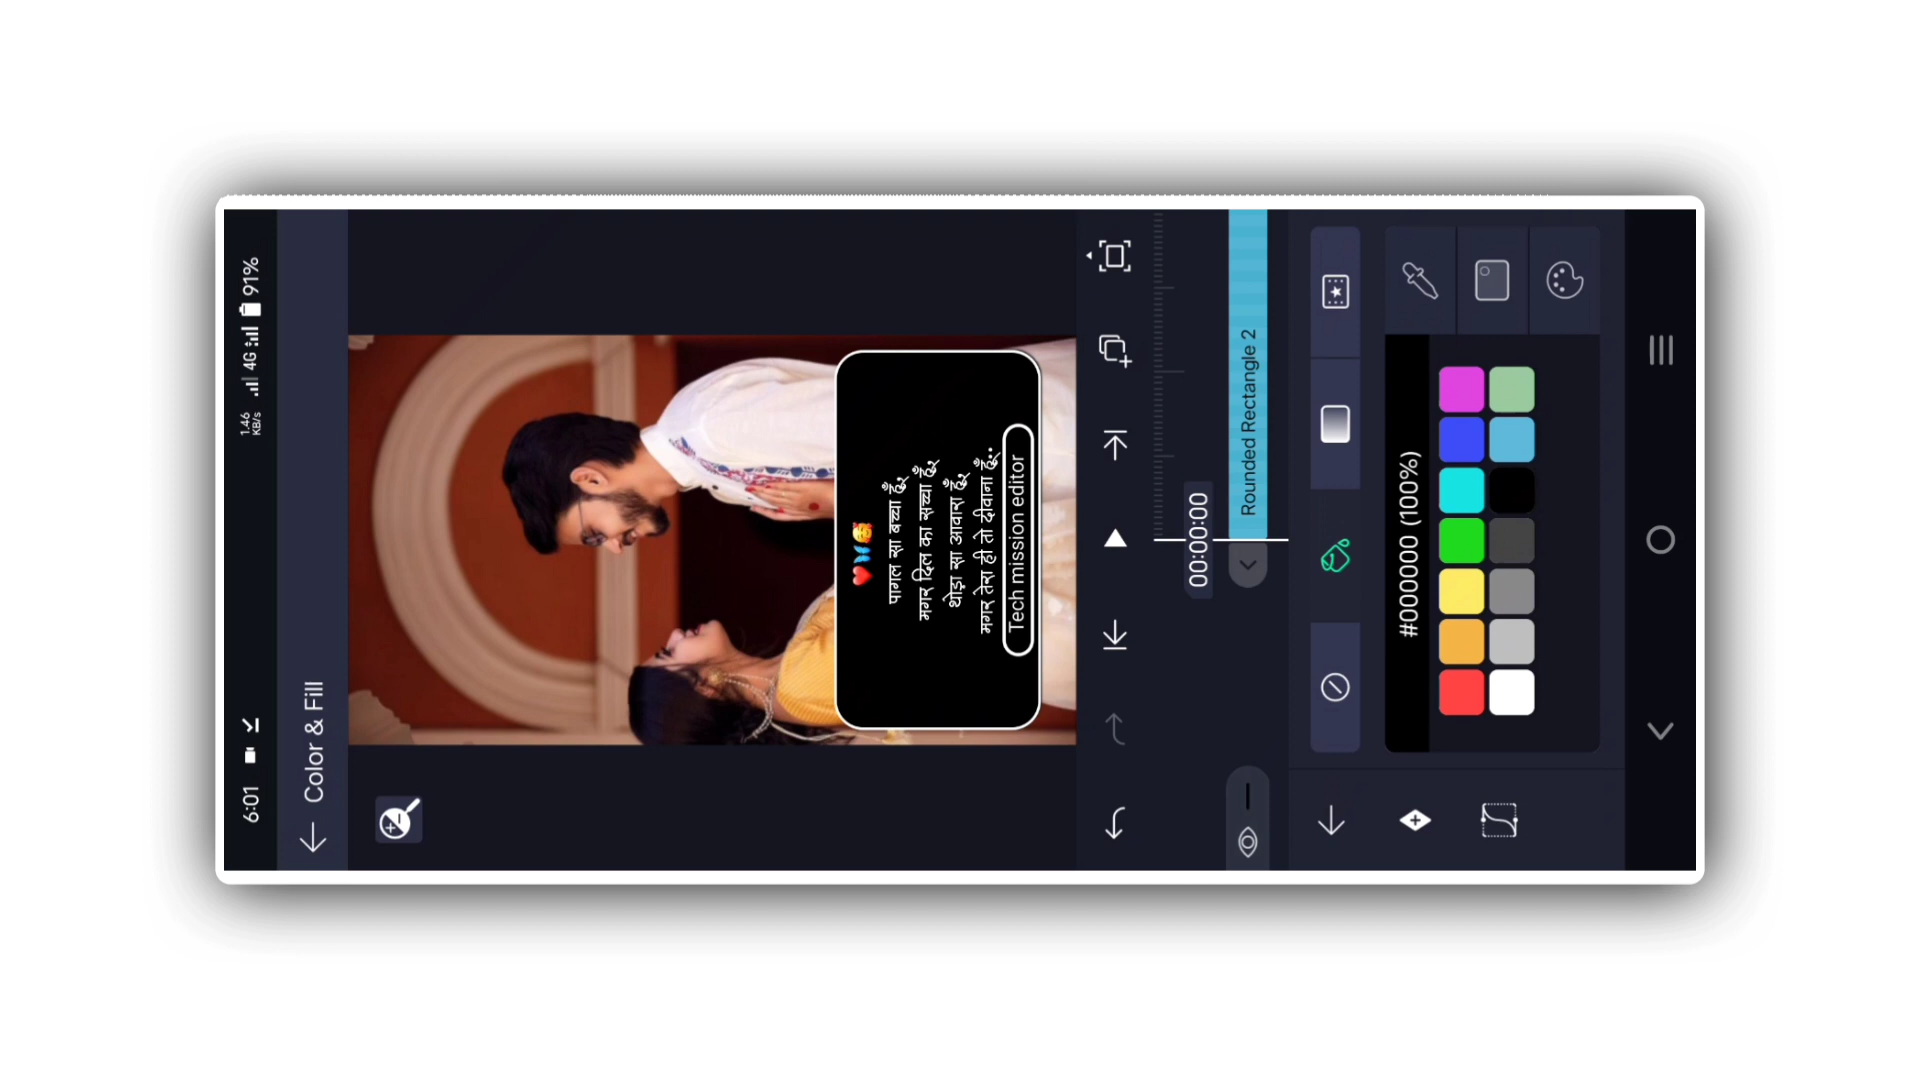 6:01
1.46 KB/s 4G 91%
Color & Fill
❤️🦋🥰
पागल सा बच्चा हूँ,
मगर दिल का सच्चा हूँ,
थोड़ा सा आवारा हूँ,
मगर तेरा ही तो दीवाना हूँ..
Tech mission editor
00:00:00
Rounded Rectangle 2
#000000 (100%)